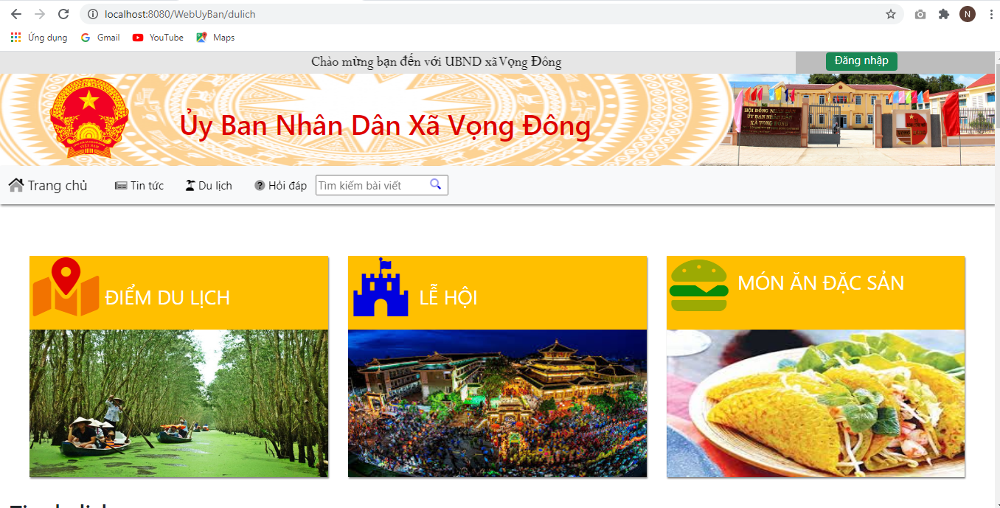 localhost:8080/WebUyBan/dulich
N
Ứng dụng Gmail YouTube Maps
Chào mừng bạn đến với UBND xã Vọng Đông
Đăng nhập
Ủy Ban Nhân Dân Xã Vọng Đông
HỘI ĐỒNG NHÂN DÂN
ỦY BAN NHÂN DÂN
XÃ VỌNG ĐÔNG
VIỆT NAM
Trang chủ Tin tức Du lịch Hỏi đáp Tìm kiếm bài viết
ĐIỂM DU LỊCH
LỄ HỘI
MÓN ĂN ĐẶC SẢN